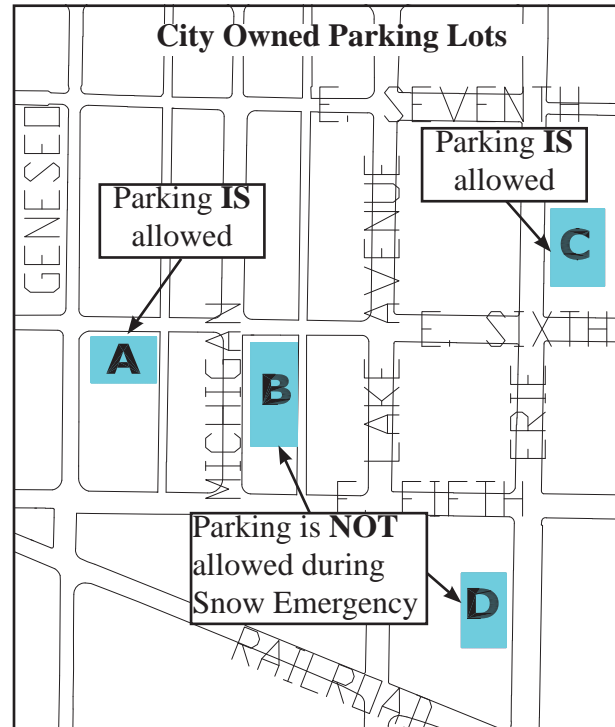 City Owned Parking Lots
E. SEVENTH
GENESEO
Parking IS
allowed
Parking IS
allowed
LAKE AVENUE
C
MICHIGAN
E. SIXTH
A
B
ERIE
E. FIFTH
Parking is NOT
allowed during
Snow Emergency
D
RAILROAD